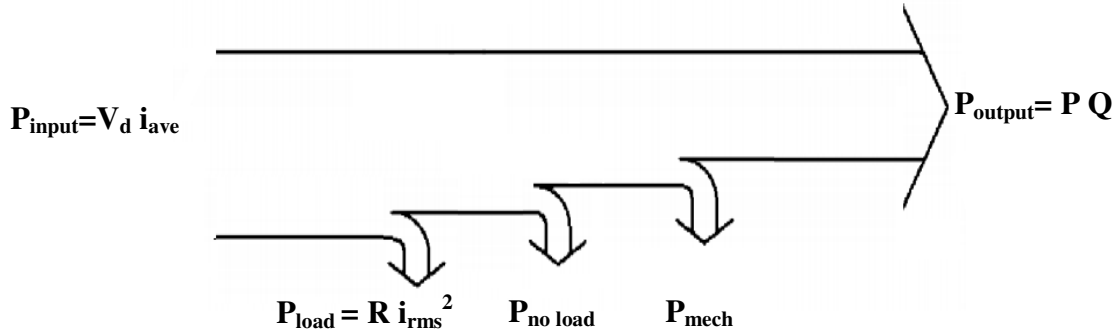 P_input=V_d i_ave
P_output= P Q
P_load = R i_rms^2
P_no load
P_mech